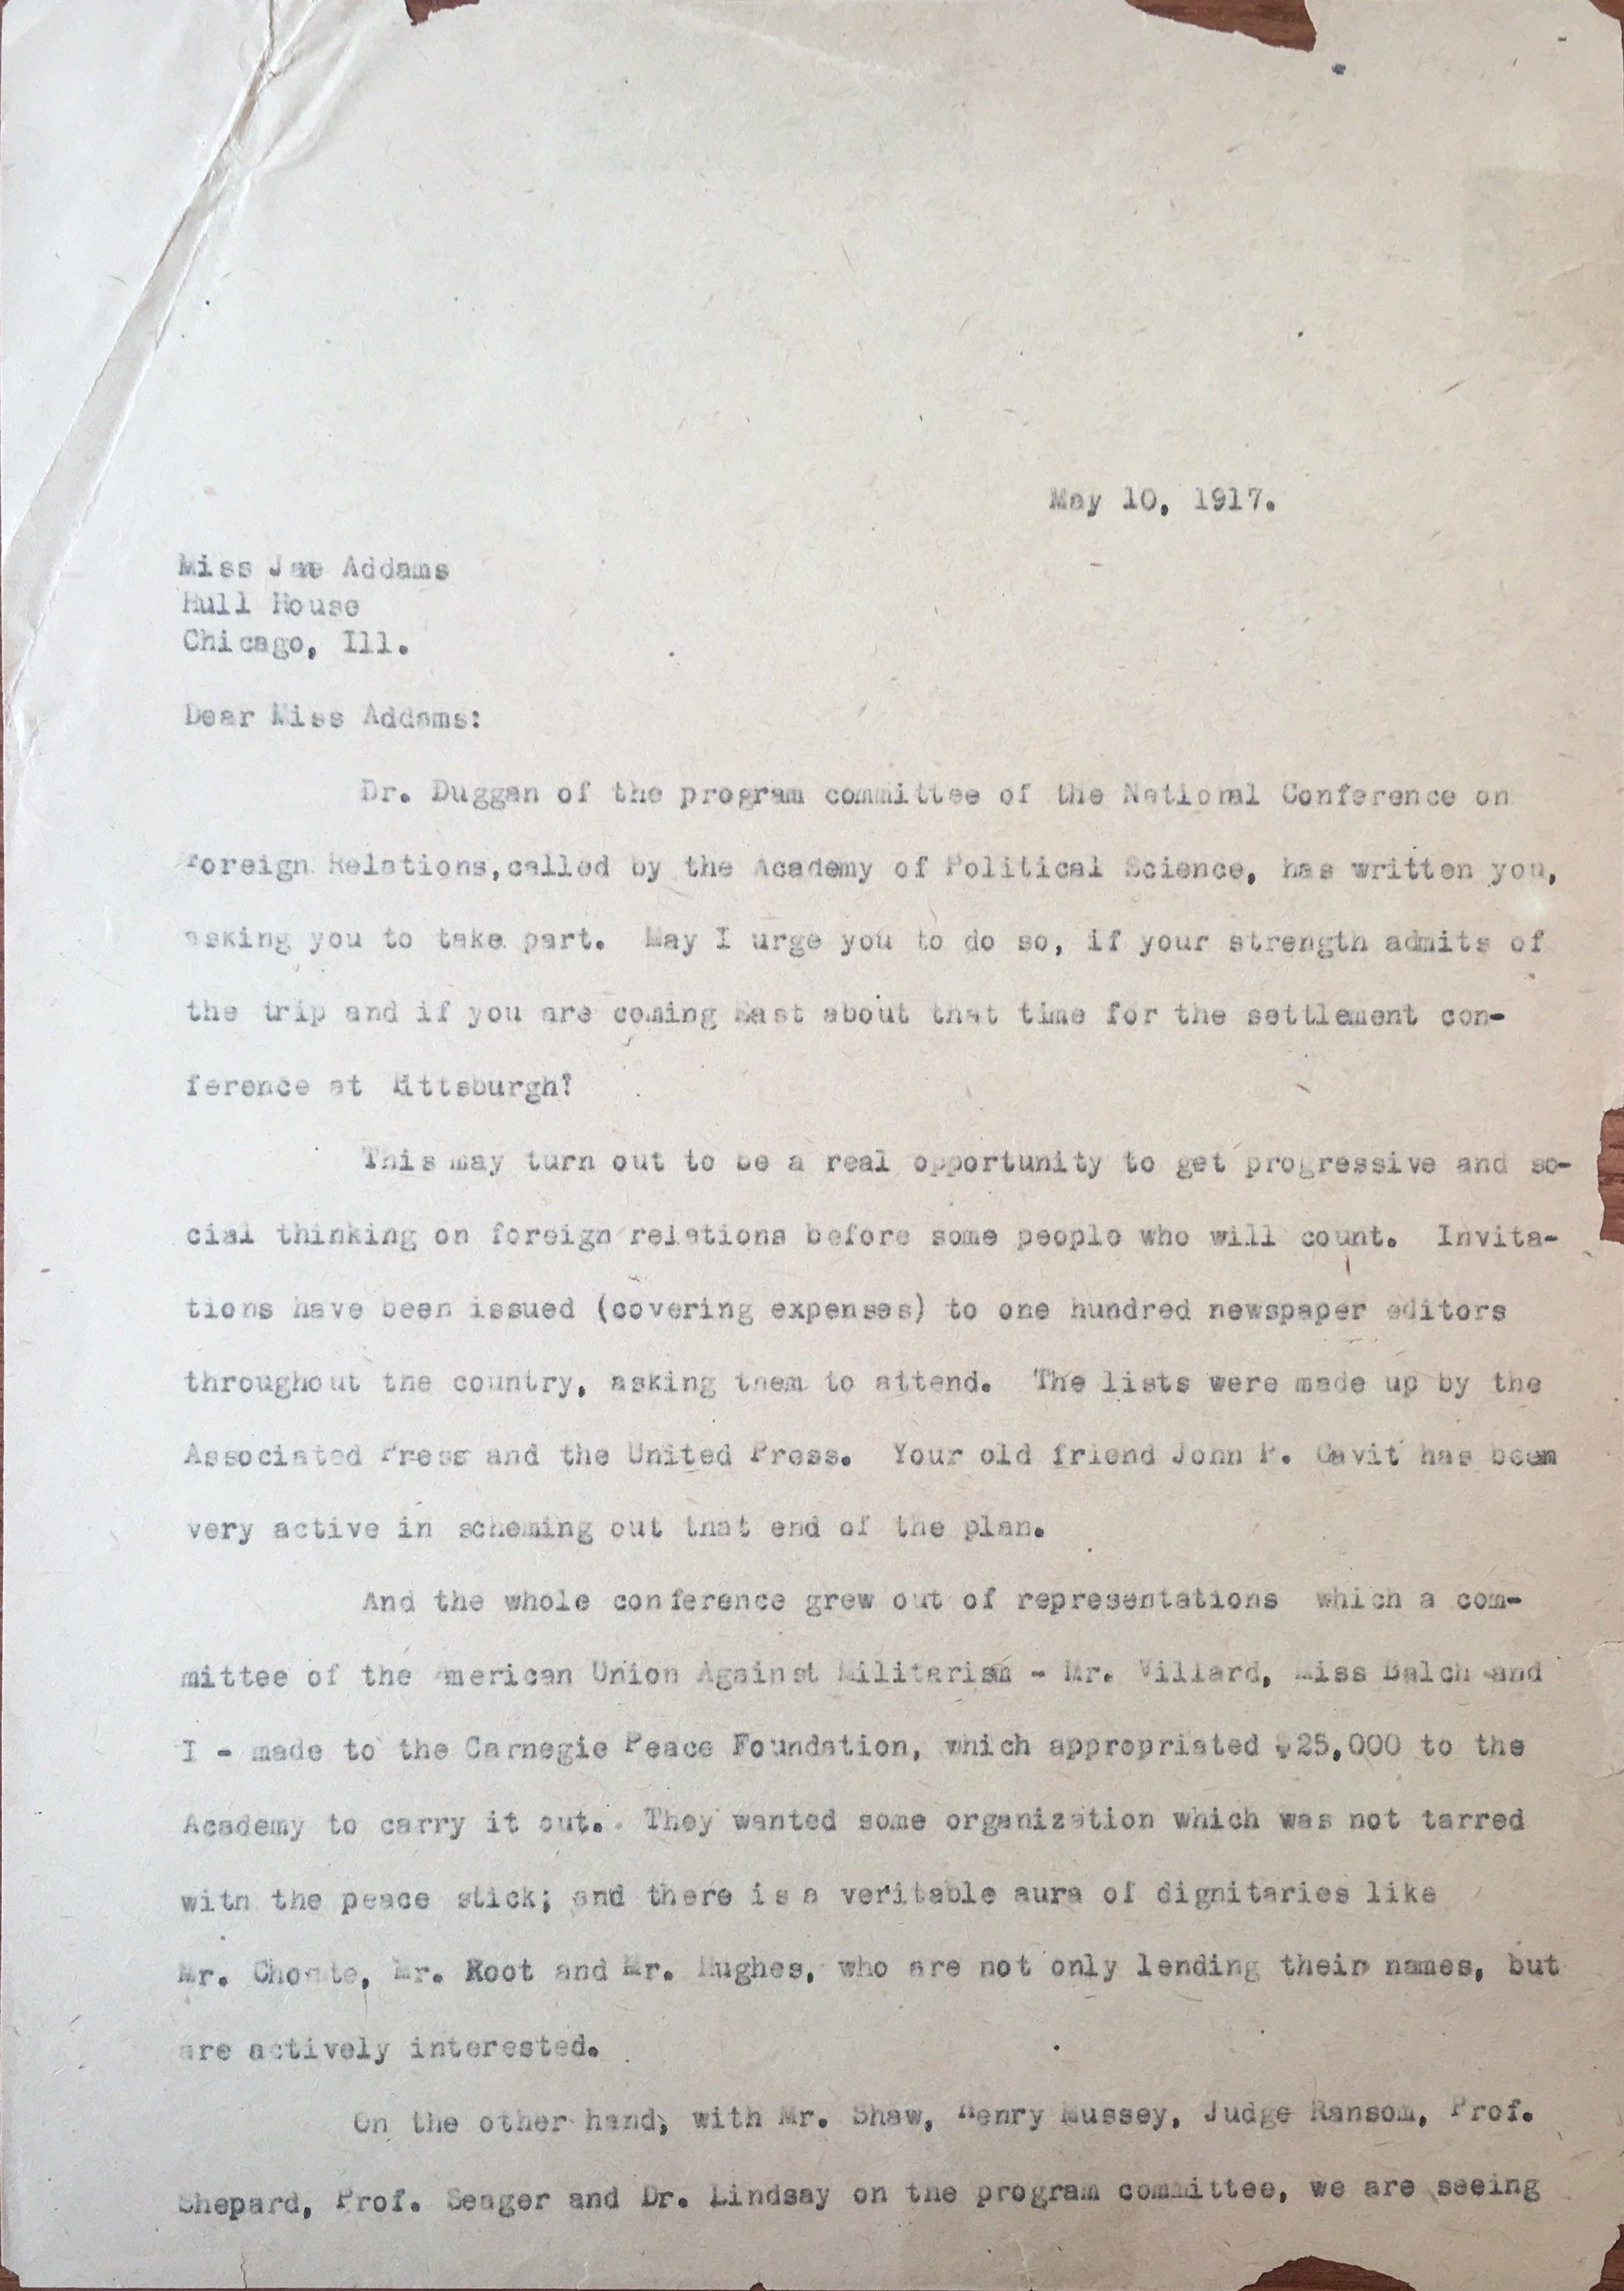 May 10, 1917.
Miss Jae Addams
Hull House
Chicago, Ill.
Dear Miss Addams:
Dr. Duggan of the program committee of the National Conference on
Foreign Relations, called by the Academy of Political Science, has written you,
asking you to take part. May I urge you to do so, if your strength admits of
the trip and if you are coming East about that time for the settlement con-
ference at Pittsburgh?
This may turn out to be a real opportunity to get progressive and so-
cial thinking on foreign relations before some people who will count. Invita-
tions have been issued (covering expenses) to one hundred newspaper editors
throughout the country, asking them to attend. The lists were made up by the
Associated Press and the United Press. Your old friend John P. Gavit has been
very active in scheming out that end of the plan.
And the whole conference grew out of representations which a com-
mittee of the American Union Against Militarism - Mr. Villard, Miss Balch and
I - made to the Carnegie Peace Foundation, which appropriated $25,000 to the
Academy to carry it out. They wanted some organization which was not tarred
with the peace stick; and there is a veritable aura of dignitaries like
Mr. Choate, Mr. Root and Mr. Hughes, who are not only lending their names, but
are actively interested.
On the other hand, with Mr. Shaw, Henry Mussey, Judge Ransom, Prof.
Shepard, Prof. Seager and Dr. Lindsay on the program committee, we are seeing